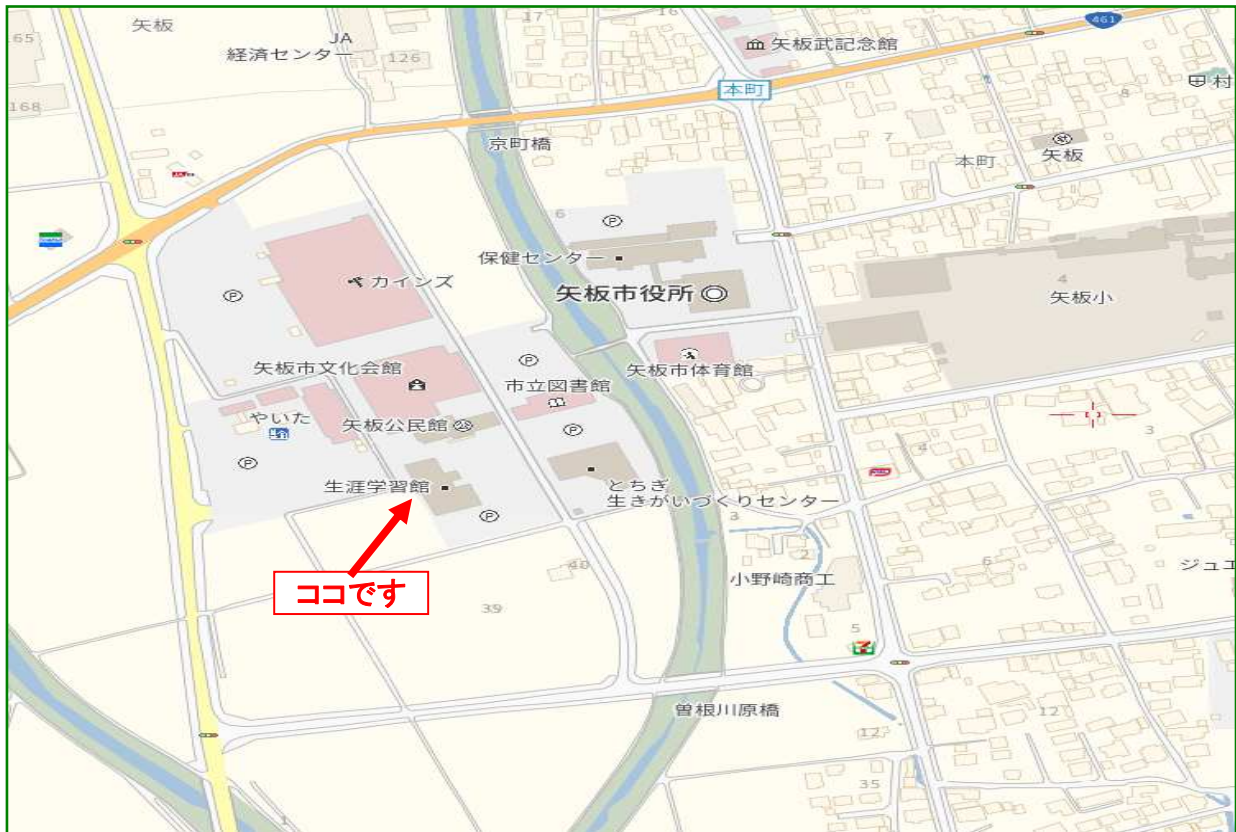 矢板
17
16
461
65
JA
経済センター
126
矢板武記念館
本町
田村
168
8
7
京町橋
本町
矢板
6
P
保健センター
4
カインズ
矢板市役所
矢板小
P
P
矢板市文化会館
市立図書館
矢板市体育館
やいた
矢板公民館
P
3
4
P
生涯学習館
とちぎ
生きがいづくりセンター
P
3
2
40
小野崎商工
6
ジュエ
ココです
39
5
7
曽根川原橋
12
12
35
1